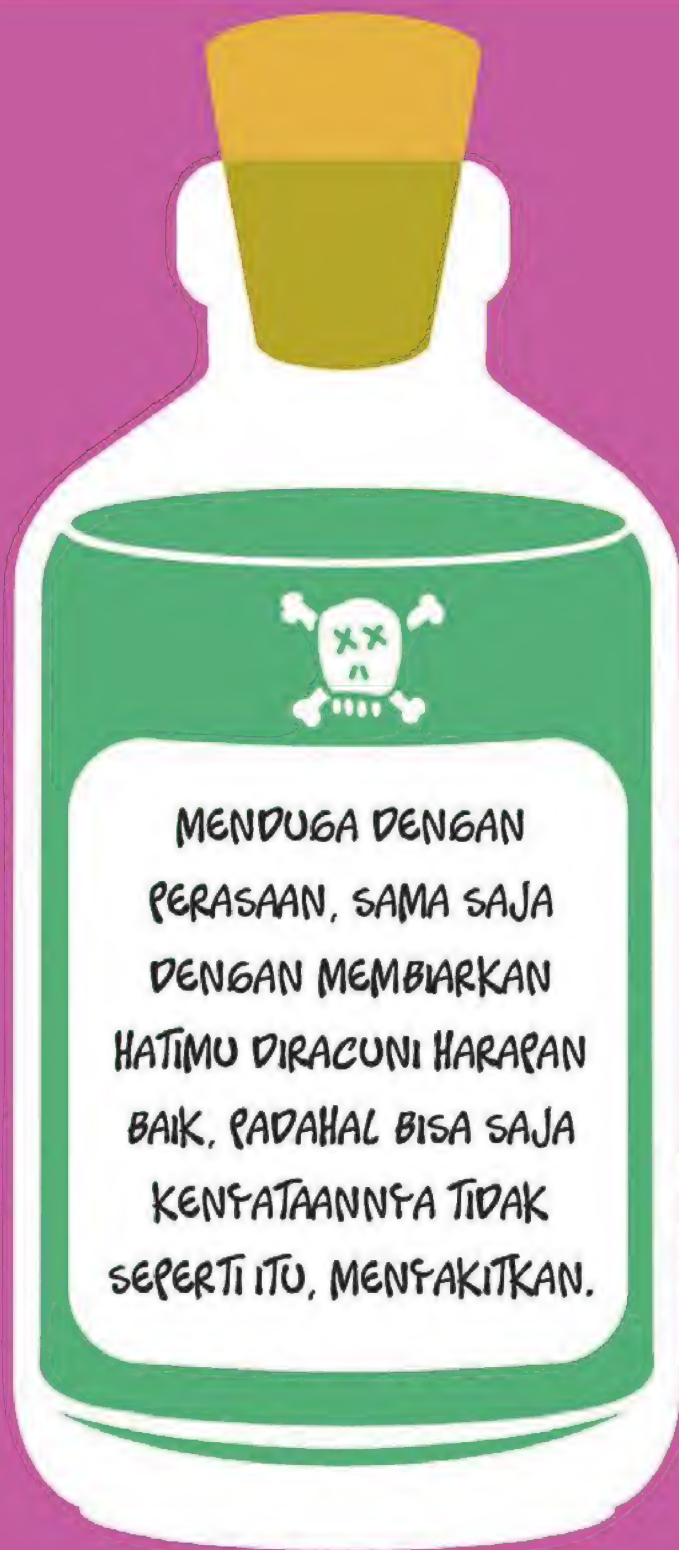 MENDUGA DENGAN
PERASAAN, SAMA SAJA
DENGAN MEMBIARKAN
HATIMU DIRACUNI HARAPAN
BAIK, PADAHAL BISA SAJA
KENYATAANNYA TIDAK
SEPERTI ITU, MENYAKITKAN.